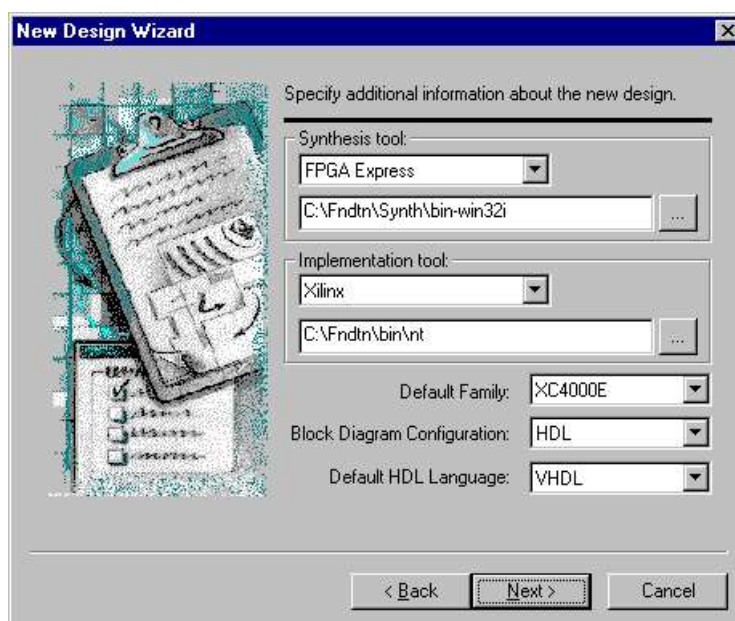 New Design Wizard
Specify additional information about the new design.
Synthesis tool:
FPGA Express
C:\Fndtn\Synth\bin-win32i
...
Implementation tool:
Xilinx
C:\Fndtn\bin\nt
...
Default Family: XC4000E
Block Diagram Configuration: HDL
Default HDL Language: VHDL
< Back Next > Cancel